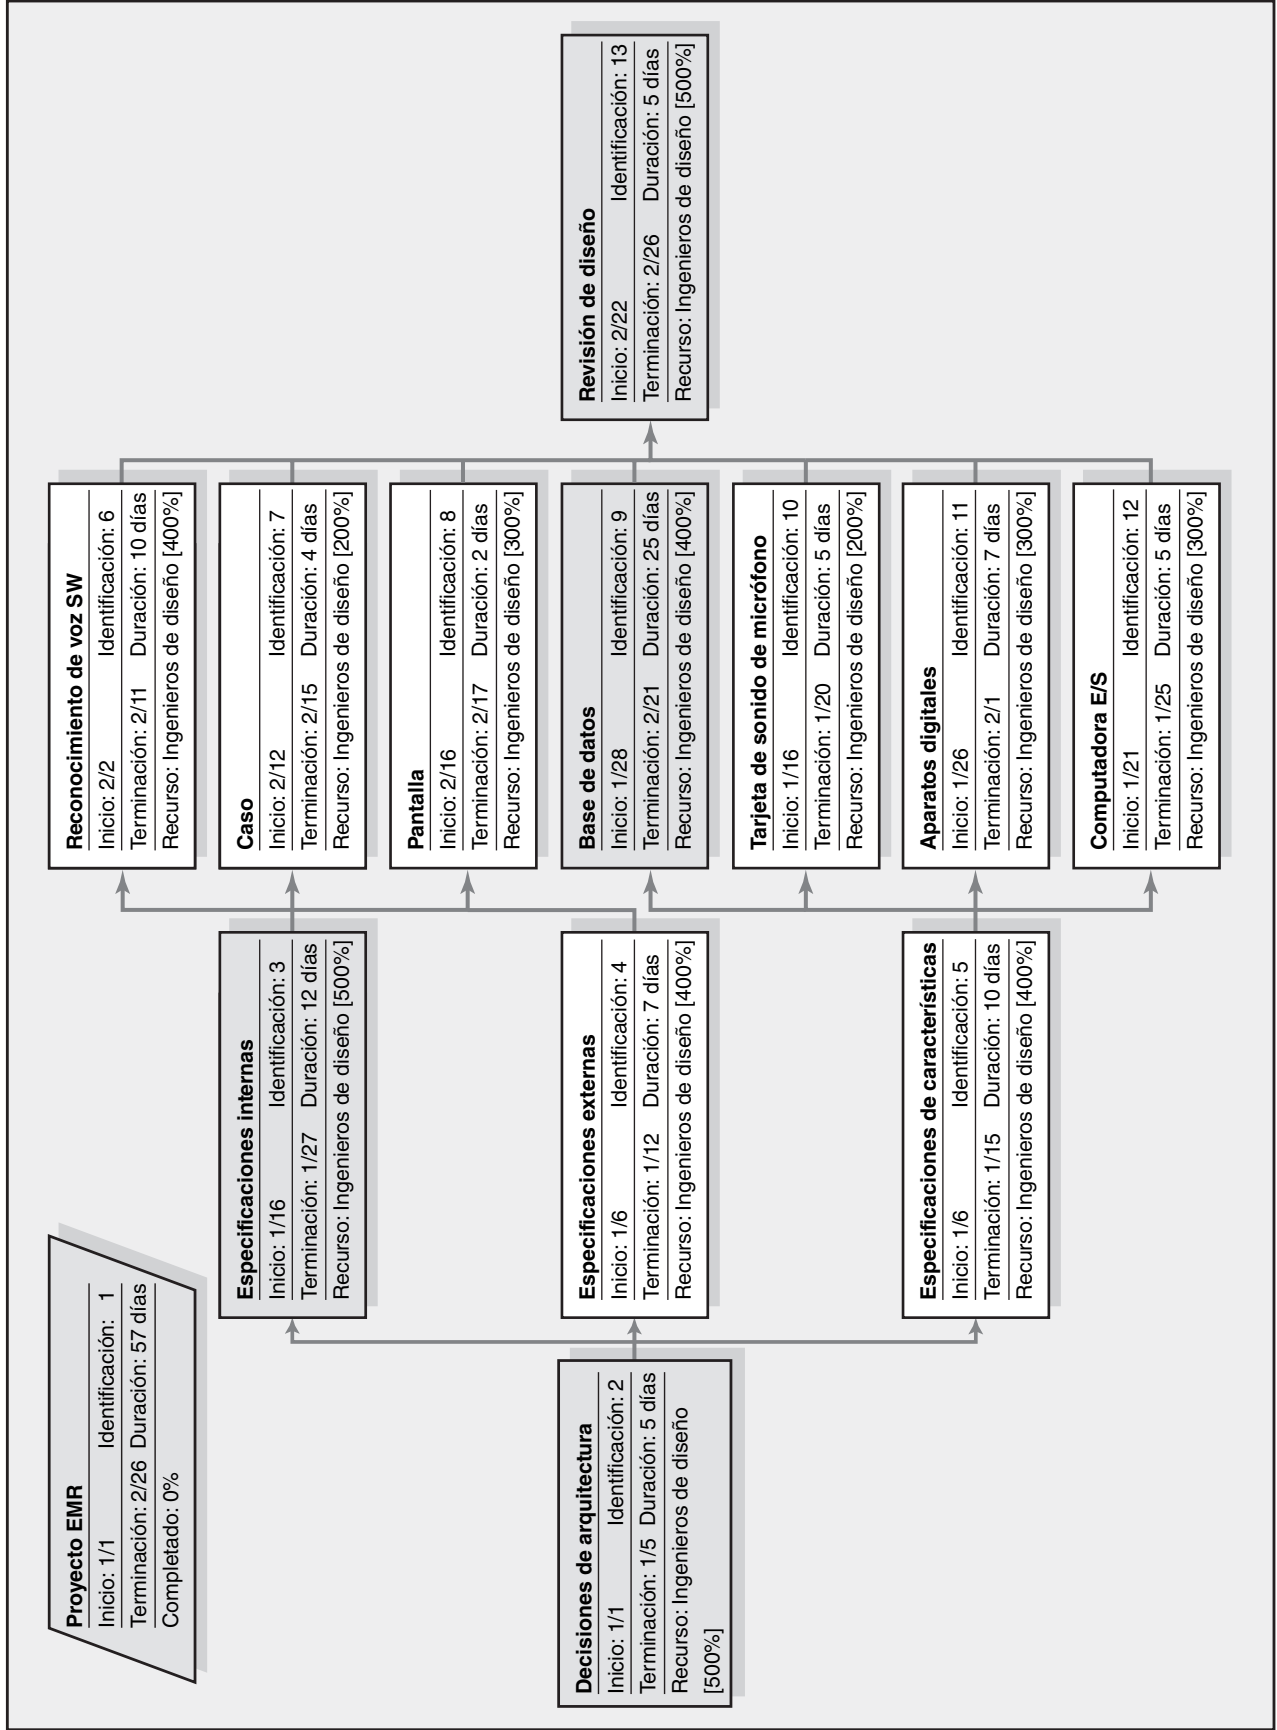 Proyecto EMR
Inicio: 1/1 Identificación: 1
Terminación: 2/26 Duración: 57 días
Completado: 0%
Decisiones de arquitectura
Inicio: 1/1 Identificación: 2
Terminación: 1/5 Duración: 5 días
Recurso: Ingenieros de diseño
[500%]
Especificaciones internas
Inicio: 1/16 Identificación: 3
Terminación: 1/27 Duración: 12 días
Recurso: Ingenieros de diseño [500%]
Especificaciones externas
Inicio: 1/6 Identificación: 4
Terminación: 1/12 Duración: 7 días
Recurso: Ingenieros de diseño [400%]
Especificaciones de características
Inicio: 1/6 Identificación: 5
Terminación: 1/15 Duración: 10 días
Recurso: Ingenieros de diseño [400%]
Reconocimiento de voz SW
Inicio: 2/2 Identificación: 6
Terminación: 2/11 Duración: 10 días
Recurso: Ingenieros de diseño [400%]
Caso
Inicio: 2/12 Identificación: 7
Terminación: 2/15 Duración: 4 días
Recurso: Ingenieros de diseño [200%]
Pantalla
Inicio: 2/16 Identificación: 8
Terminación: 2/17 Duración: 2 días
Recurso: Ingenieros de diseño [300%]
Base de datos
Inicio: 1/28 Identificación: 9
Terminación: 2/21 Duración: 25 días
Recurso: Ingenieros de diseño [400%]
Tarjeta de sonido de micrófono
Inicio: 1/16 Identificación: 10
Terminación: 1/20 Duración: 5 días
Recurso: Ingenieros de diseño [200%]
Aparatos digitales
Inicio: 1/26 Identificación: 11
Terminación: 2/1 Duración: 7 días
Recurso: Ingenieros de diseño [300%]
Computadora E/S
Inicio: 1/21 Identificación: 12
Terminación: 1/25 Duración: 5 días
Recurso: Ingenieros de diseño [300%]
Revisión de diseño
Inicio: 2/22 Identificación: 13
Terminación: 2/26 Duración: 5 días
Recurso: Ingenieros de diseño [500%]